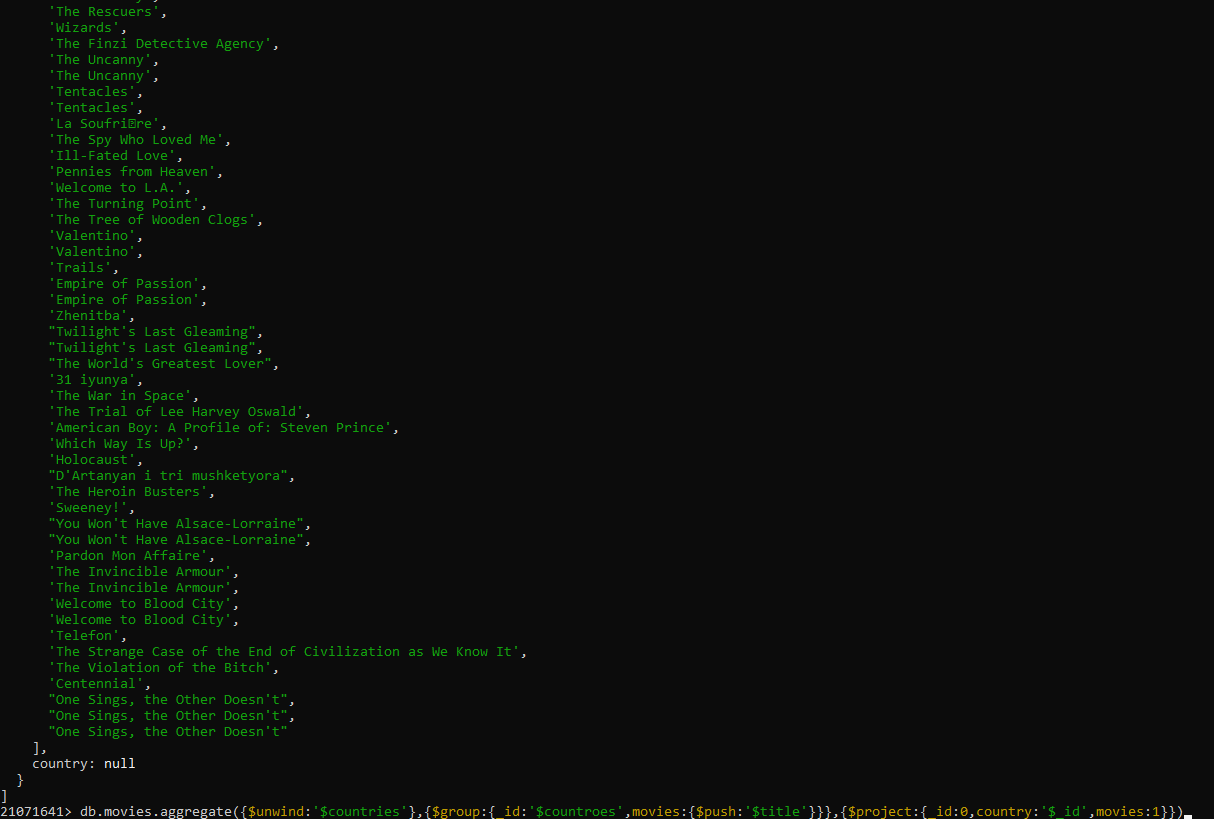 'The Rescuers',
'Wizards',
'The Finzi Detective Agency',
'The Uncanny',
'The Uncanny',
'Tentacles',
'Tentacles',
'La Soufri�re',
'The Spy Who Loved Me',
'Ill-Fated Love',
'Pennies from Heaven',
'Welcome to L.A.',
'The Turning Point',
'The Tree of Wooden Clogs',
'Valentino',
'Valentino',
'Trails',
'Empire of Passion',
'Empire of Passion',
'Zhenitba',
"Twilight's Last Gleaming",
"Twilight's Last Gleaming",
"The World's Greatest Lover",
'31 iyunya',
'The War in Space',
'The Trial of Lee Harvey Oswald',
'American Boy: A Profile of: Steven Prince',
'Which Way Is Up?',
'Holocaust',
"D'Artanyan i tri mushketyora",
'The Heroin Busters',
'Sweeney!',
"You Won't Have Alsace-Lorraine",
"You Won't Have Alsace-Lorraine",
'Pardon Mon Affaire',
'The Invincible Armour',
'The Invincible Armour',
'Welcome to Blood City',
'Welcome to Blood City',
'Telefon',
'The Strange Case of the End of Civilization as We Know It',
'The Violation of the Bitch',
'Centennial',
"One Sings, the Other Doesn't",
"One Sings, the Other Doesn't",
"One Sings, the Other Doesn't"
],
country: null
}
]
21071641> db.movies.aggregate({$unwind:'$countries'},{$group:{_id:'$countroes',movies:{$push:'$title'}}},{$project:{_id:0,country:'$_id',movies:1}})